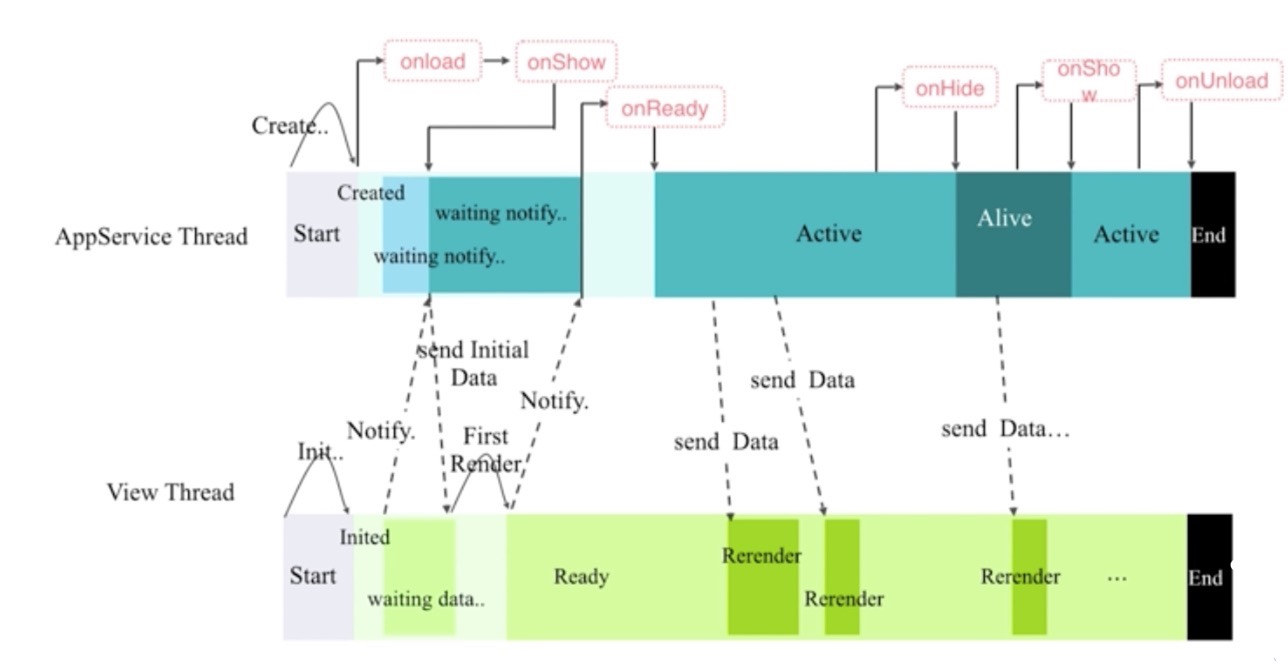 onload
onShow
onSho
w
onUnload
onHide
onReady
Create..
Created
waiting notify..
AppService Thread
Start
waiting notify..
Active
Alive
Active
End
send Initial
Data
send Data
Notify.
Notify.
First
Render
send Data
send Data...
Init..
View Thread
Inited
Start
waiting data..
Ready
Rerender
Rerender
Rerender
...
End